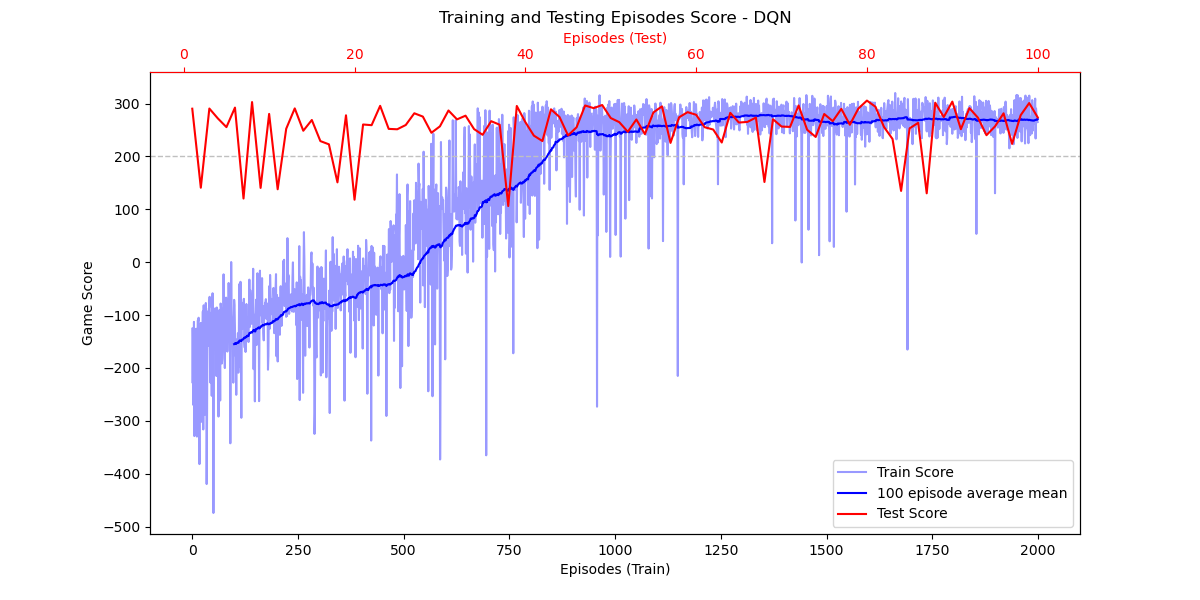 Training and Testing Episodes Score - DQN
Episodes (Test)
0 20 40 60 80 100
300
200
100
0
−100
−200
−300
−400
−500
Game Score
Train Score
100 episode average mean
Test Score
0 250 500 750 1000 1250 1500 1750 2000
Episodes (Train)